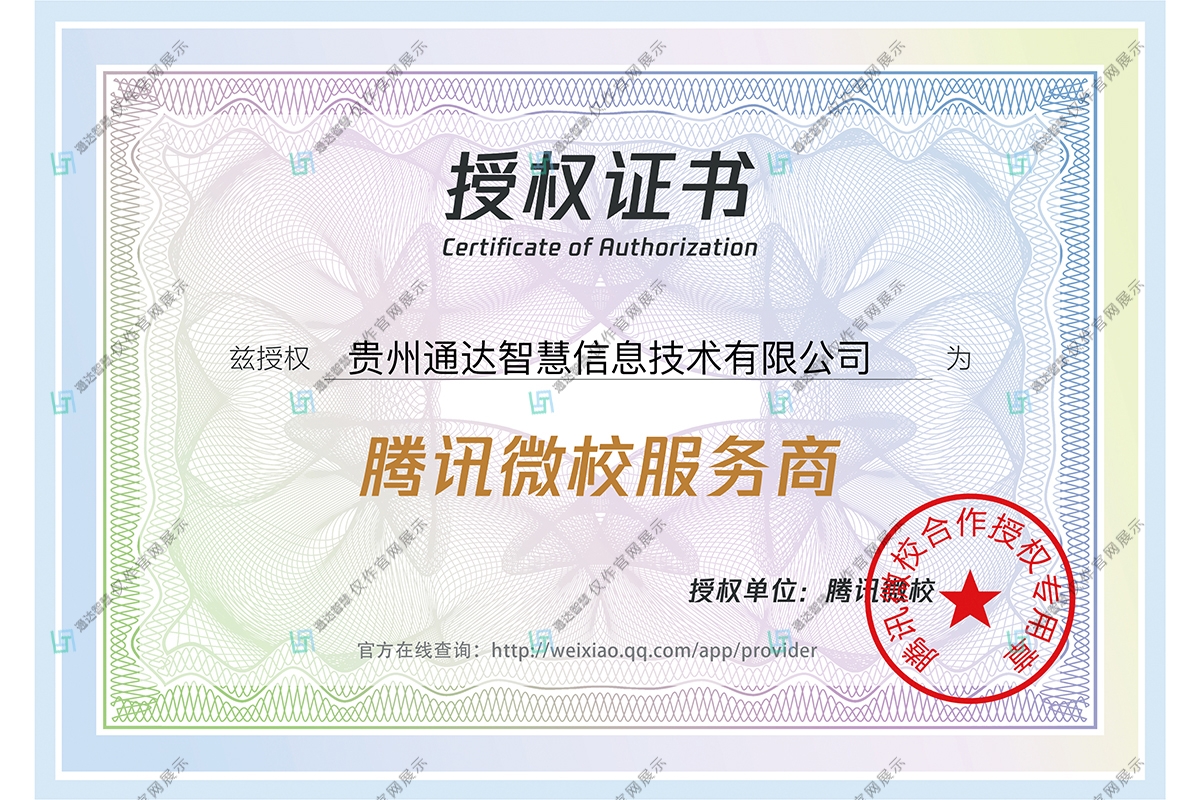 授权证书
Certificate of Authorization
兹授权 贵州通达智慧信息技术有限公司 为
腾讯微校服务商
授权单位：腾讯微校
官方在线查询：http://weixiao.qq.com/app/provider
腾讯微校合作授权专用章
通达智慧 仅作官网展示